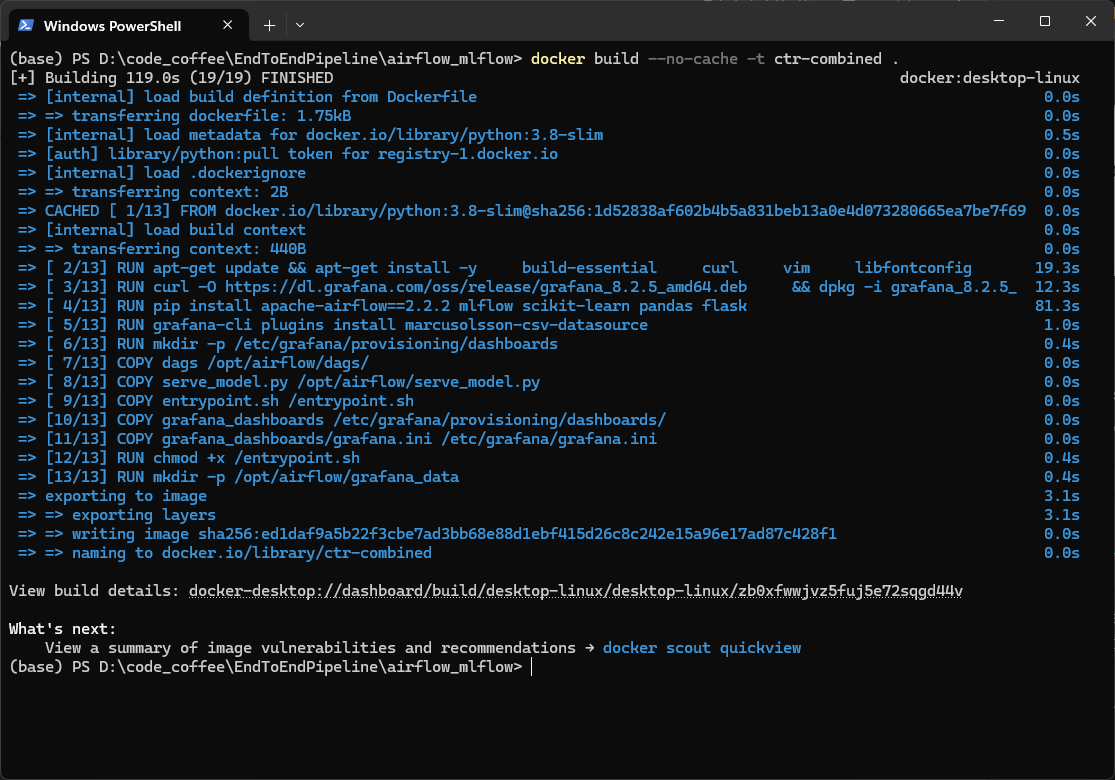 Windows PowerShell
(base) PS D:\code_coffee\EndToEndPipeline\airflow_mlflow> docker build --no-cache -t ctr-combined .
[+] Building 119.0s (19/19) FINISHED docker:desktop-linux
=> [internal] load build definition from Dockerfile 0.0s
=> => transferring dockerfile: 1.75kB 0.0s
=> [internal] load metadata for docker.io/library/python:3.8-slim 0.5s
=> [auth] library/python:pull token for registry-1.docker.io 0.0s
=> [internal] load .dockerignore 0.0s
=> => transferring context: 2B 0.0s
=> CACHED [ 1/13] FROM docker.io/library/python:3.8-slim@sha256:1d52838af602b4b5a831beb13a0e4d073280665ea7be7f69 0.0s
=> [internal] load build context 0.0s
=> => transferring context: 440B 0.0s
=> [ 2/13] RUN apt-get update && apt-get install -y     build-essential     curl     vim     libfontconfig 19.3s
=> [ 3/13] RUN curl -O https://dl.grafana.com/oss/release/grafana_8.2.5_amd64.deb     && dpkg -i grafana_8.2.5_ 12.3s
=> [ 4/13] RUN pip install apache-airflow==2.2.2 mlflow scikit-learn pandas flask 81.3s
=> [ 5/13] RUN grafana-cli plugins install marcusolsson-csv-datasource 1.0s
=> [ 6/13] RUN mkdir -p /etc/grafana/provisioning/dashboards 0.4s
=> [ 7/13] COPY dags /opt/airflow/dags/ 0.0s
=> [ 8/13] COPY serve_model.py /opt/airflow/serve_model.py 0.0s
=> [ 9/13] COPY entrypoint.sh /entrypoint.sh 0.0s
=> [10/13] COPY grafana_dashboards /etc/grafana/provisioning/dashboards/ 0.0s
=> [11/13] COPY grafana_dashboards/grafana.ini /etc/grafana/grafana.ini 0.0s
=> [12/13] RUN chmod +x /entrypoint.sh 0.4s
=> [13/13] RUN mkdir -p /opt/airflow/grafana_data 0.4s
=> exporting to image 3.1s
=> => exporting layers 3.1s
=> => writing image sha256:ed1daf9a5b22f3cbe7ad3bb68e88d1ebf415d26c8c242e15a96e17ad87c428f1 0.0s
=> => naming to docker.io/library/ctr-combined 0.0s
View build details: docker-desktop://dashboard/build/desktop-linux/desktop-linux/zb0xfwwjvz5fuj5e72sqgd44v
What's next:
View a summary of image vulnerabilities and recommendations → docker scout quickview
(base) PS D:\code_coffee\EndToEndPipeline\airflow_mlflow>